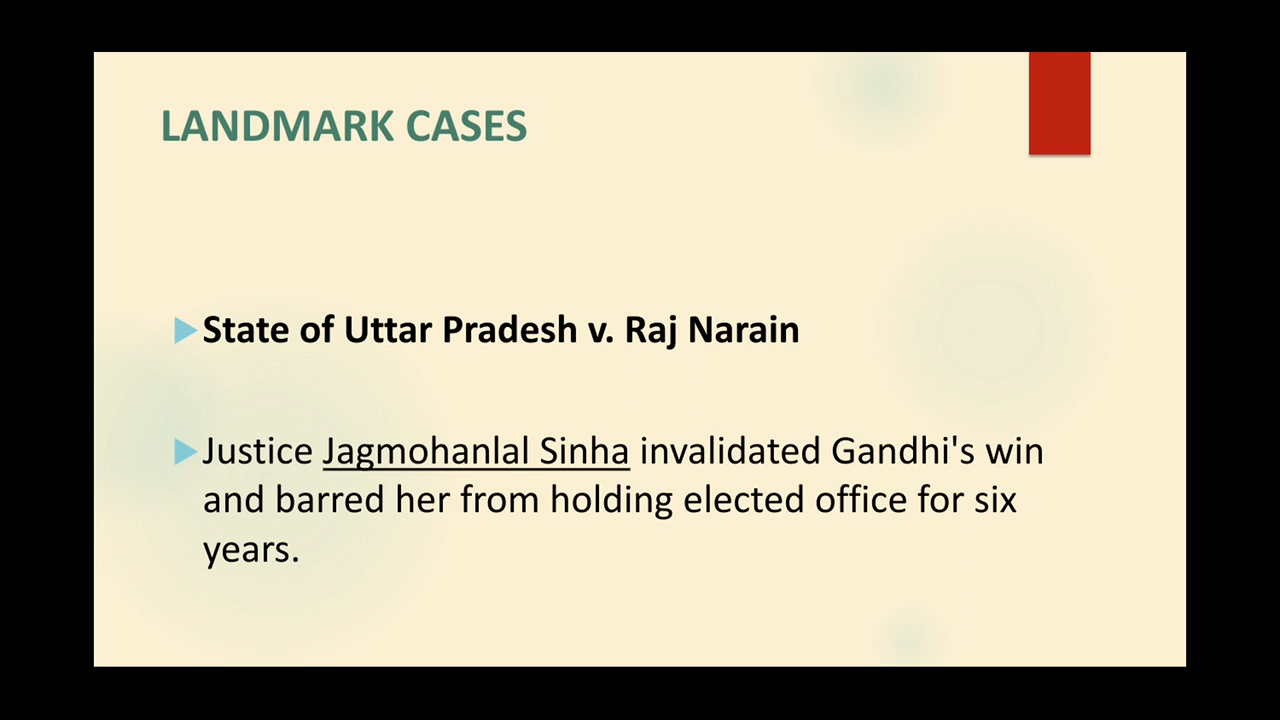 LANDMARK CASES
State of Uttar Pradesh v. Raj Narain
Justice Jagmohanlal Sinha invalidated Gandhi's win
and barred her from holding elected office for six
years.